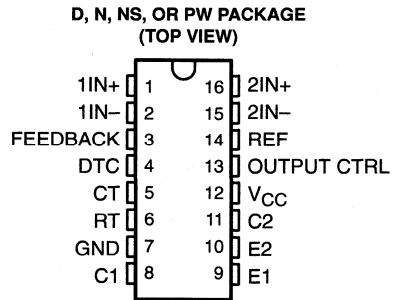 D, N, NS, OR PW PACKAGE
(TOP VIEW)
1IN+ 1 16 2IN+
1IN– 2 15 2IN–
FEEDBACK 3 14 REF
DTC 4 13 OUTPUT CTRL
CT 5 12 VCC
RT 6 11 C2
GND 7 10 E2
C1 8 9 E1